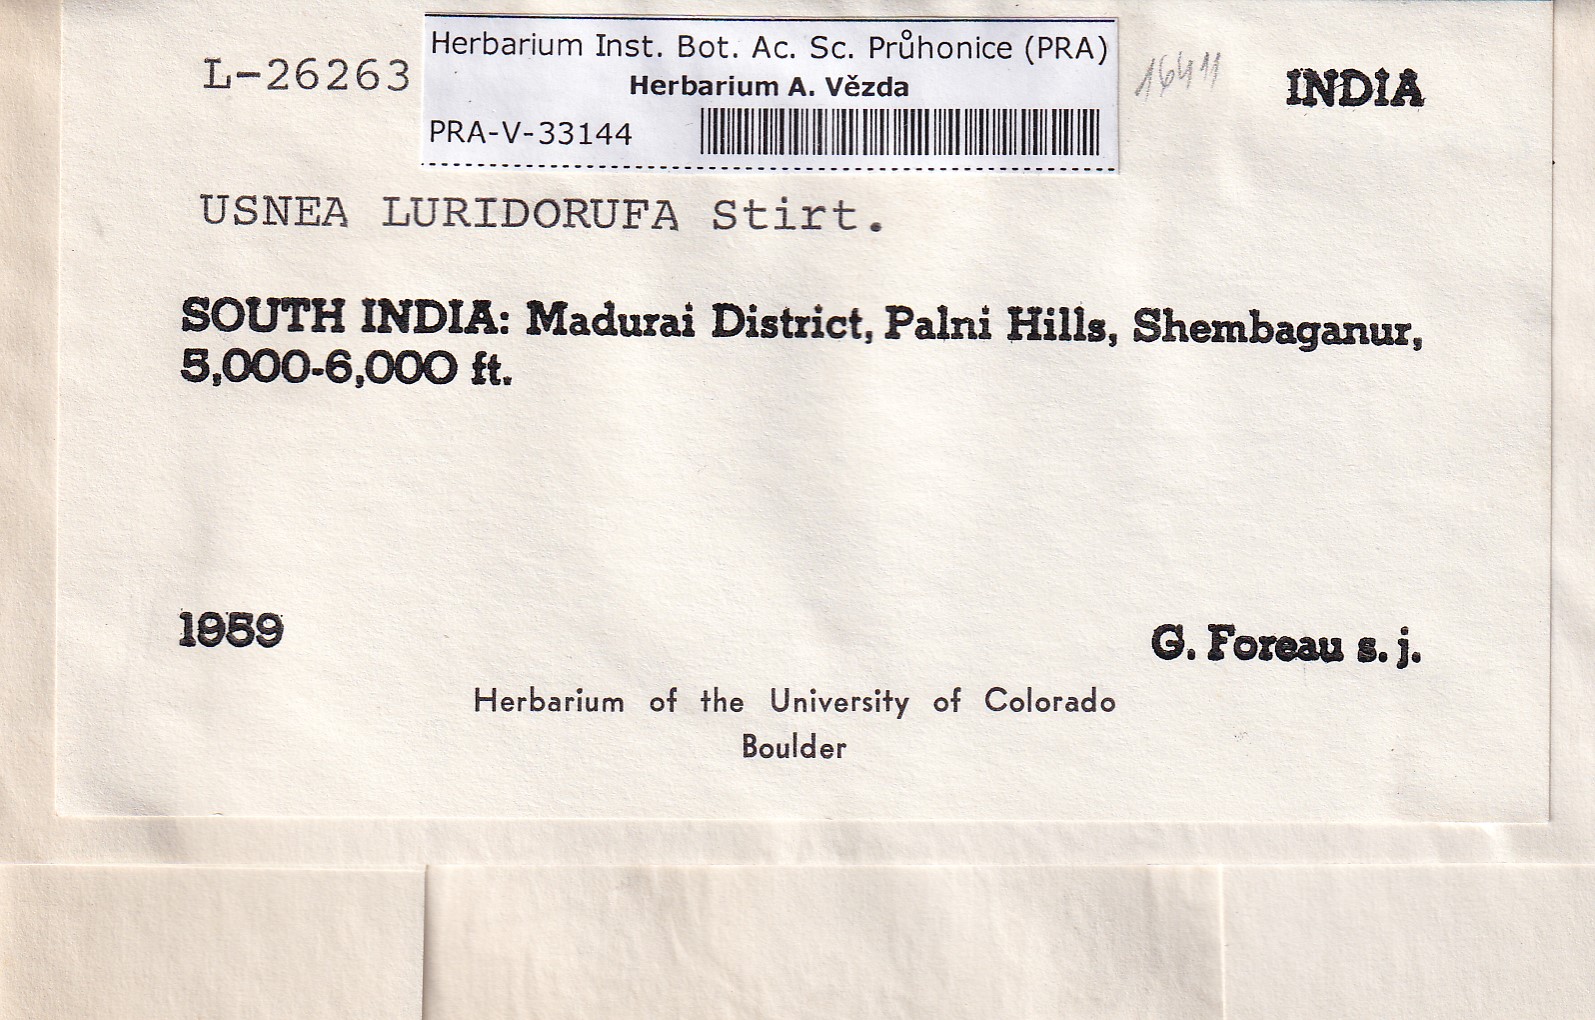 L-26263
Herbarium Inst. Bot. Ac. Sc. Průhonice (PRA)
Herbarium A. Vězda
PRA-V-33144
16411
INDIA
USNEA LURIDORUFA Stirt.
SOUTH INDIA: Madurai District, Palni Hills, Shembaganur,
5,000-6,000 ft.
1959
G. Foreau s. j.
Herbarium of the University of Colorado
Boulder